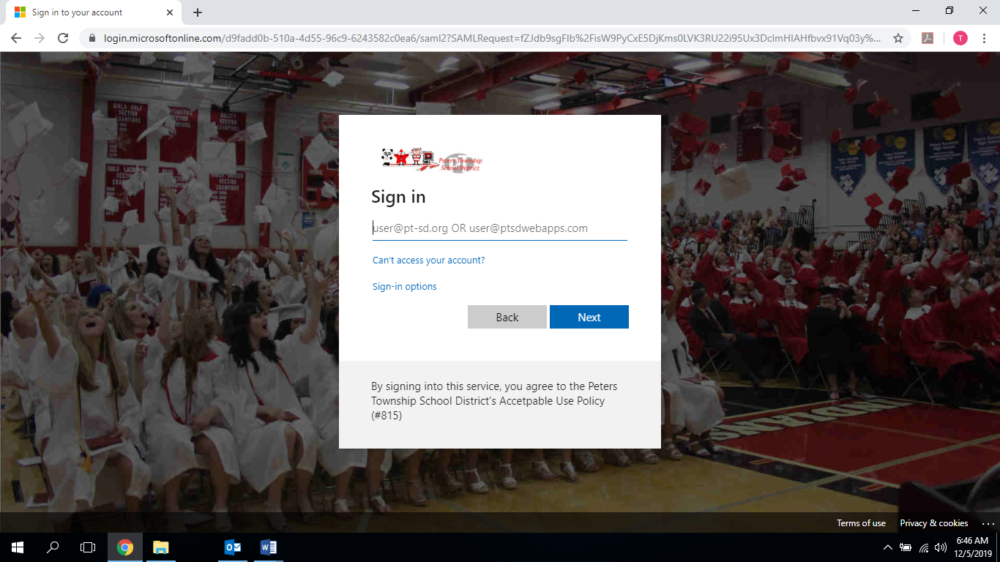 Sign in to your account
login.microsoftonline.com/d9fadd0b-510a-4d55-96c9-6243582c0ea6/saml2?SAMLRequest=fZJdb9sgFIb%2FisW9PyCxE5DjKms0LVK3RU22i95Ux3DclmHIAHfbvx91Vq03y%...
T
Peters Township
School District
Sign in
user@pt-sd.org OR user@ptsdwebapps.com
Can't access your account?
Sign-in options
Back
Next
By signing into this service, you agree to the Peters
Township School District's Accetpable Use Policy
(#815)
Terms of use
Privacy & cookies
...
6:46 AM
12/5/2019